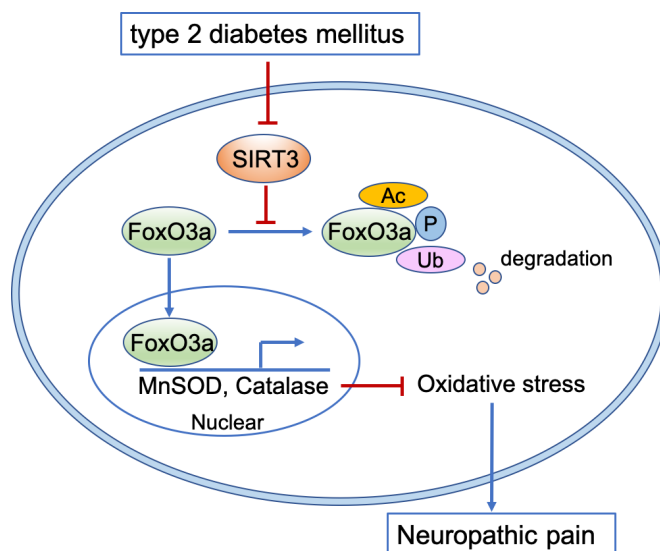 type 2 diabetes mellitus
SIRT3
Ac
FoxO3a
FoxO3a
P
Ub
degradation
FoxO3a
MnSOD, Catalase
Oxidative stress
Nuclear
Neuropathic pain